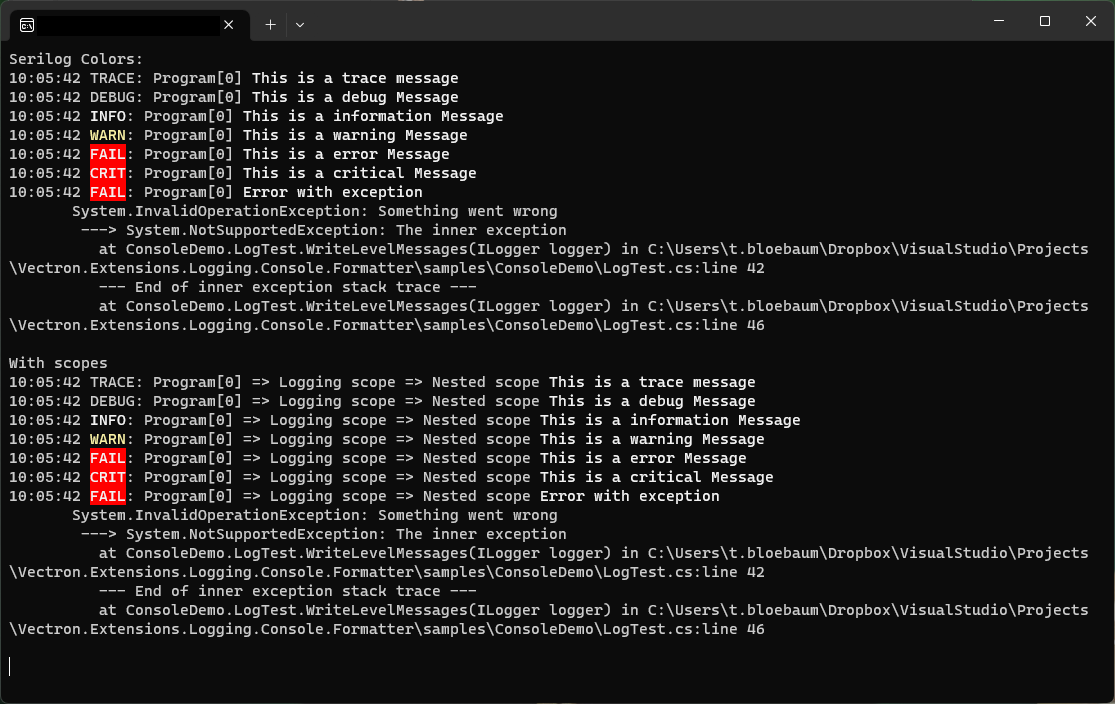 Serilog Colors:
10:05:42 TRACE: Program[0] This is a trace message
10:05:42 DEBUG: Program[0] This is a debug Message
10:05:42 INFO: Program[0] This is a information Message
10:05:42 WARN: Program[0] This is a warning Message
10:05:42 FAIL: Program[0] This is a error Message
10:05:42 CRIT: Program[0] This is a critical Message
10:05:42 FAIL: Program[0] Error with exception
System.InvalidOperationException: Something went wrong
---> System.NotSupportedException: The inner exception
at ConsoleDemo.LogTest.WriteLevelMessages(ILogger logger) in C:\Users\t.bloebaum\Dropbox\VisualStudio\Projects
\Vectron.Extensions.Logging.Console.Formatter\samples\ConsoleDemo\LogTest.cs:line 42
--- End of inner exception stack trace ---
at ConsoleDemo.LogTest.WriteLevelMessages(ILogger logger) in C:\Users\t.bloebaum\Dropbox\VisualStudio\Projects
\Vectron.Extensions.Logging.Console.Formatter\samples\ConsoleDemo\LogTest.cs:line 46
With scopes
10:05:42 TRACE: Program[0] => Logging scope => Nested scope This is a trace message
10:05:42 DEBUG: Program[0] => Logging scope => Nested scope This is a debug Message
10:05:42 INFO: Program[0] => Logging scope => Nested scope This is a information Message
10:05:42 WARN: Program[0] => Logging scope => Nested scope This is a warning Message
10:05:42 FAIL: Program[0] => Logging scope => Nested scope This is a error Message
10:05:42 CRIT: Program[0] => Logging scope => Nested scope This is a critical Message
10:05:42 FAIL: Program[0] => Logging scope => Nested scope Error with exception
System.InvalidOperationException: Something went wrong
---> System.NotSupportedException: The inner exception
at ConsoleDemo.LogTest.WriteLevelMessages(ILogger logger) in C:\Users\t.bloebaum\Dropbox\VisualStudio\Projects
\Vectron.Extensions.Logging.Console.Formatter\samples\ConsoleDemo\LogTest.cs:line 42
--- End of inner exception stack trace ---
at ConsoleDemo.LogTest.WriteLevelMessages(ILogger logger) in C:\Users\t.bloebaum\Dropbox\VisualStudio\Projects
\Vectron.Extensions.Logging.Console.Formatter\samples\ConsoleDemo\LogTest.cs:line 46